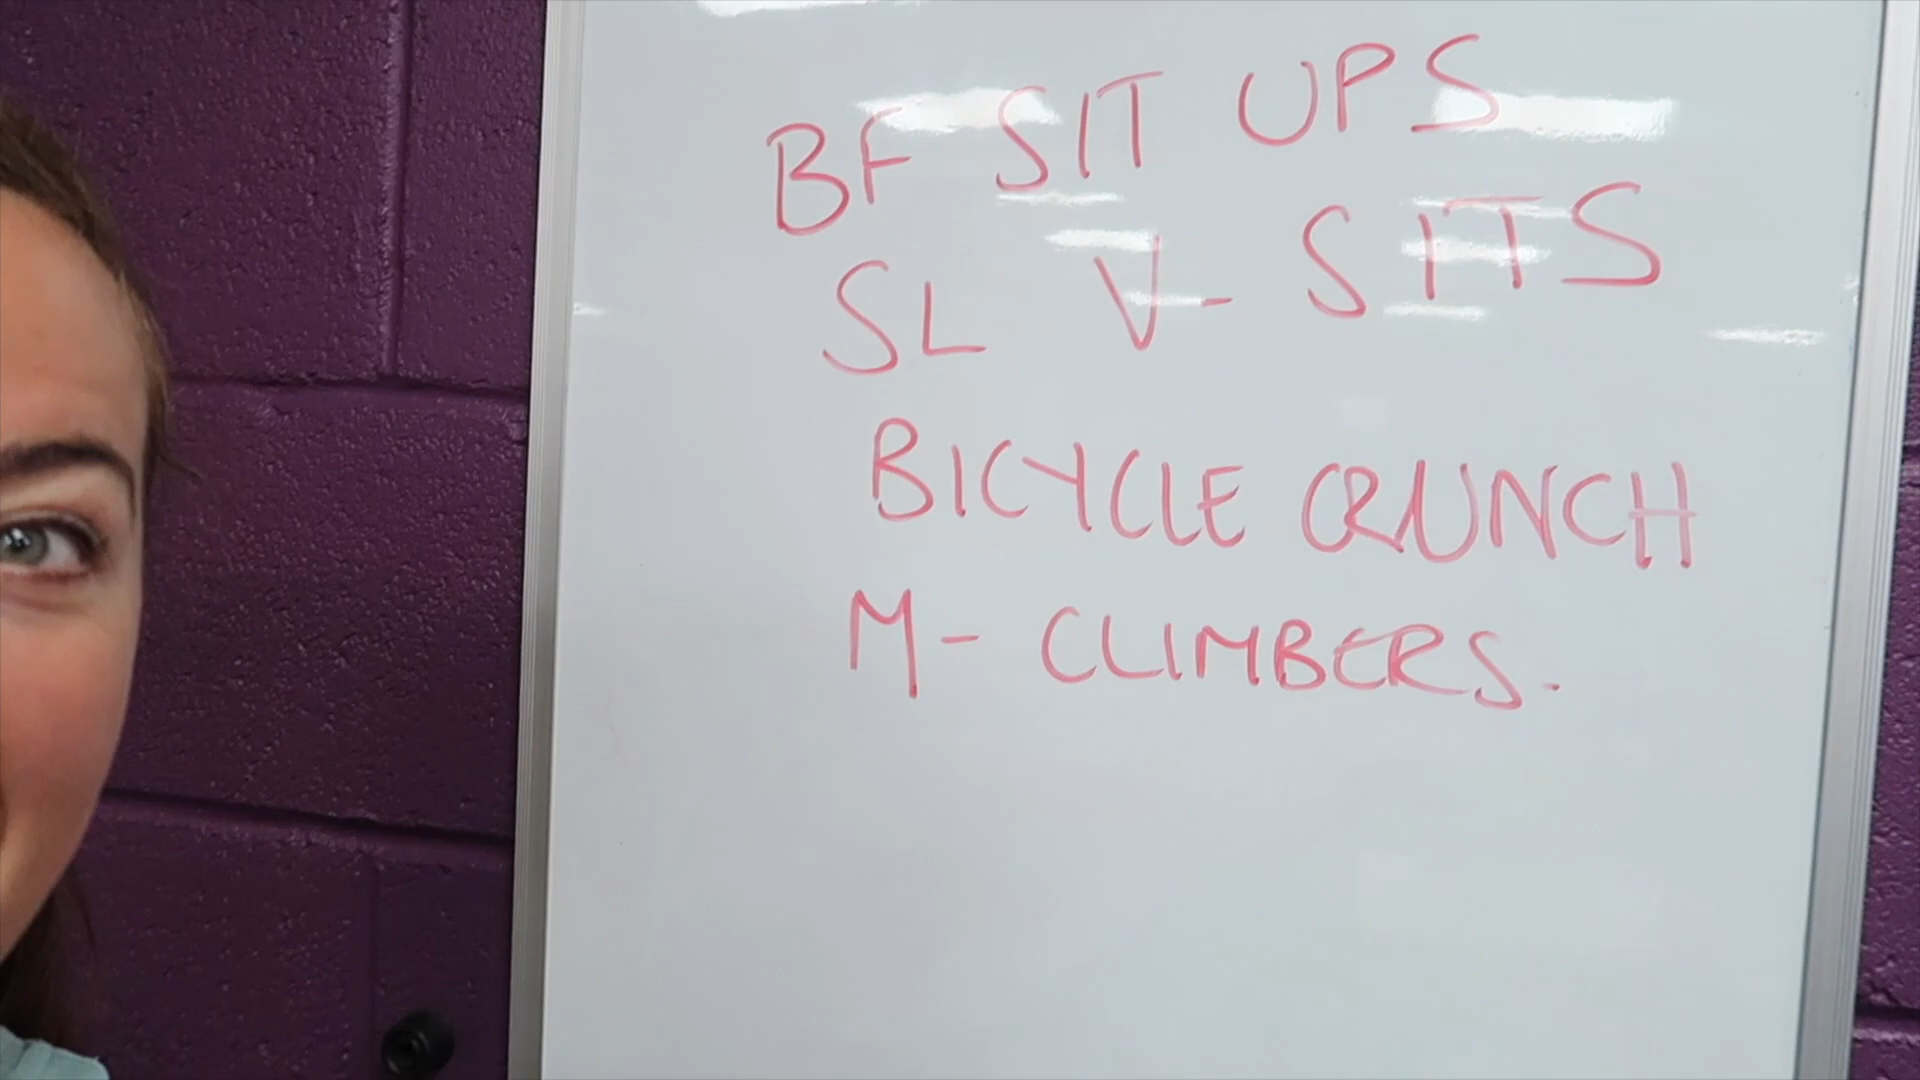 BF SIT UPS
SL V- SITS
BICYCLE CRUNCH
M- CLIMBERS.